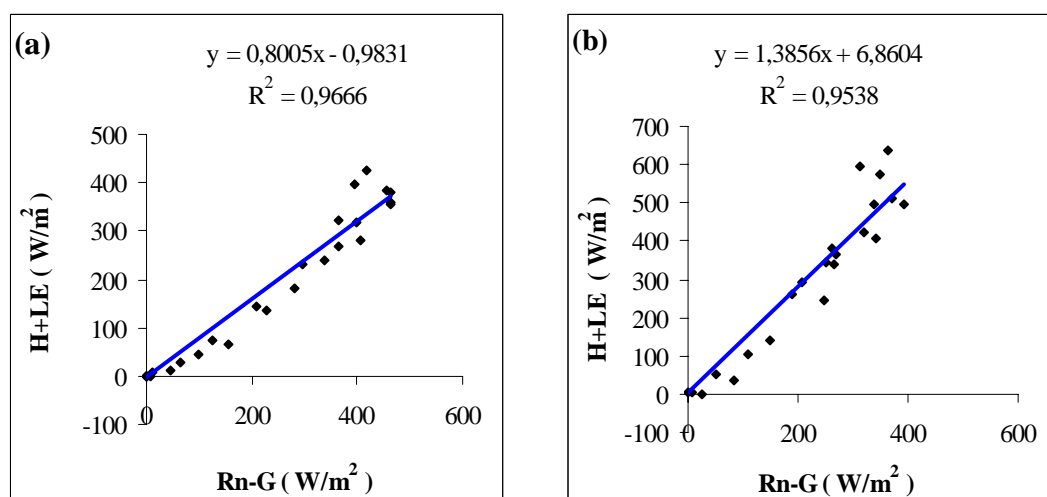 (a)
y = 0,8005x - 0,9831
R² = 0,9666
500
400
300
200
100
0
-100
0
200
400
600
H+LE ( W/m²)
Rn-G ( W/m²)
(b)
y = 1,3856x + 6,8604
R² = 0,9538
700
600
500
400
300
200
100
0
-100
0
200
400
600
H+LE ( W/m²)
Rn-G ( W/m²)